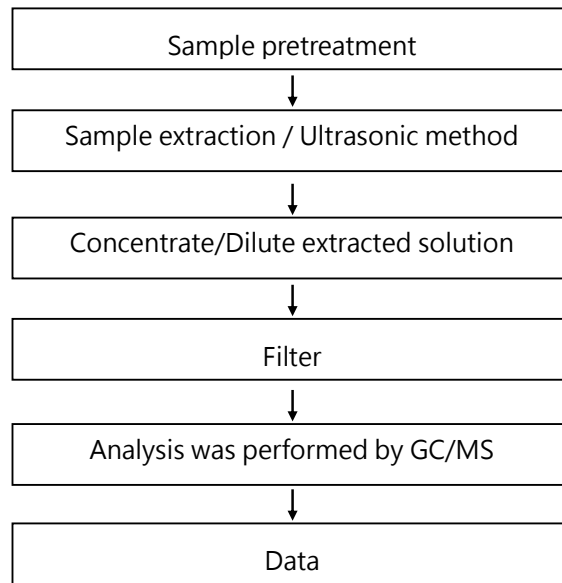 Sample pretreatment
Sample extraction / Ultrasonic method
Concentrate/Dilute extracted solution
Filter
Analysis was performed by GC/MS
Data